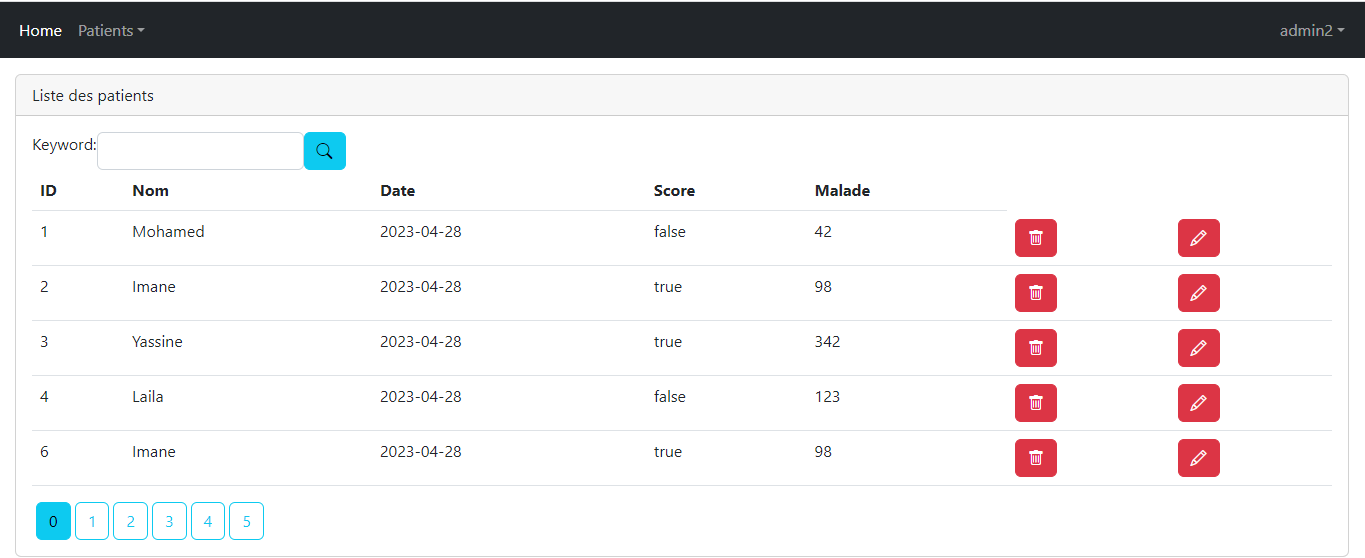 Home Patients admin2
Liste des patients
Keyword:
ID Nom Date Score Malade
1 Mohamed 2023-04-28 false 42
2 Imane 2023-04-28 true 98
3 Yassine 2023-04-28 true 342
4 Laila 2023-04-28 false 123
6 Imane 2023-04-28 true 98
0 1 2 3 4 5